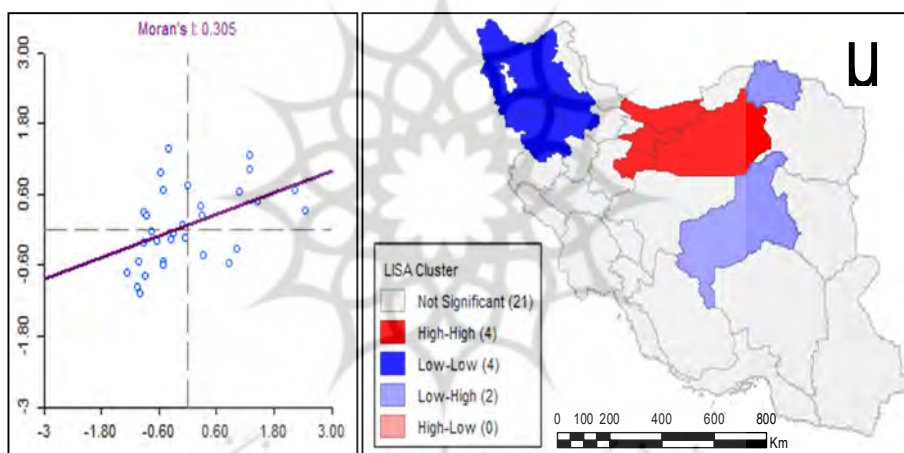 Moran's I: 0.305
3.00
1.80
0.60
-0.60
-1.80
-3
-3
-1.80
-0.60
0.60
1.80
3.00
u
LISA Cluster
Not Significant (21)
High-High (4)
Low-Low (4)
Low-High (2)
High-Low (0)
0 100 200 400 600 800
Km